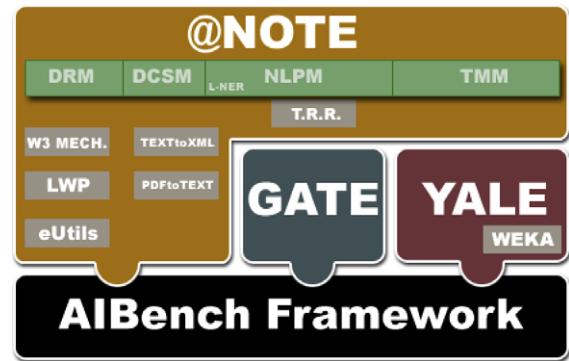 @NOTE
DRM DCSM L-NER NLPM TMM
T.R.R.
W3 MECH. TEXTtoXML
LWP PDFtoTEXT
eUtils
GATE YALE
WEKA
AIBench Framework